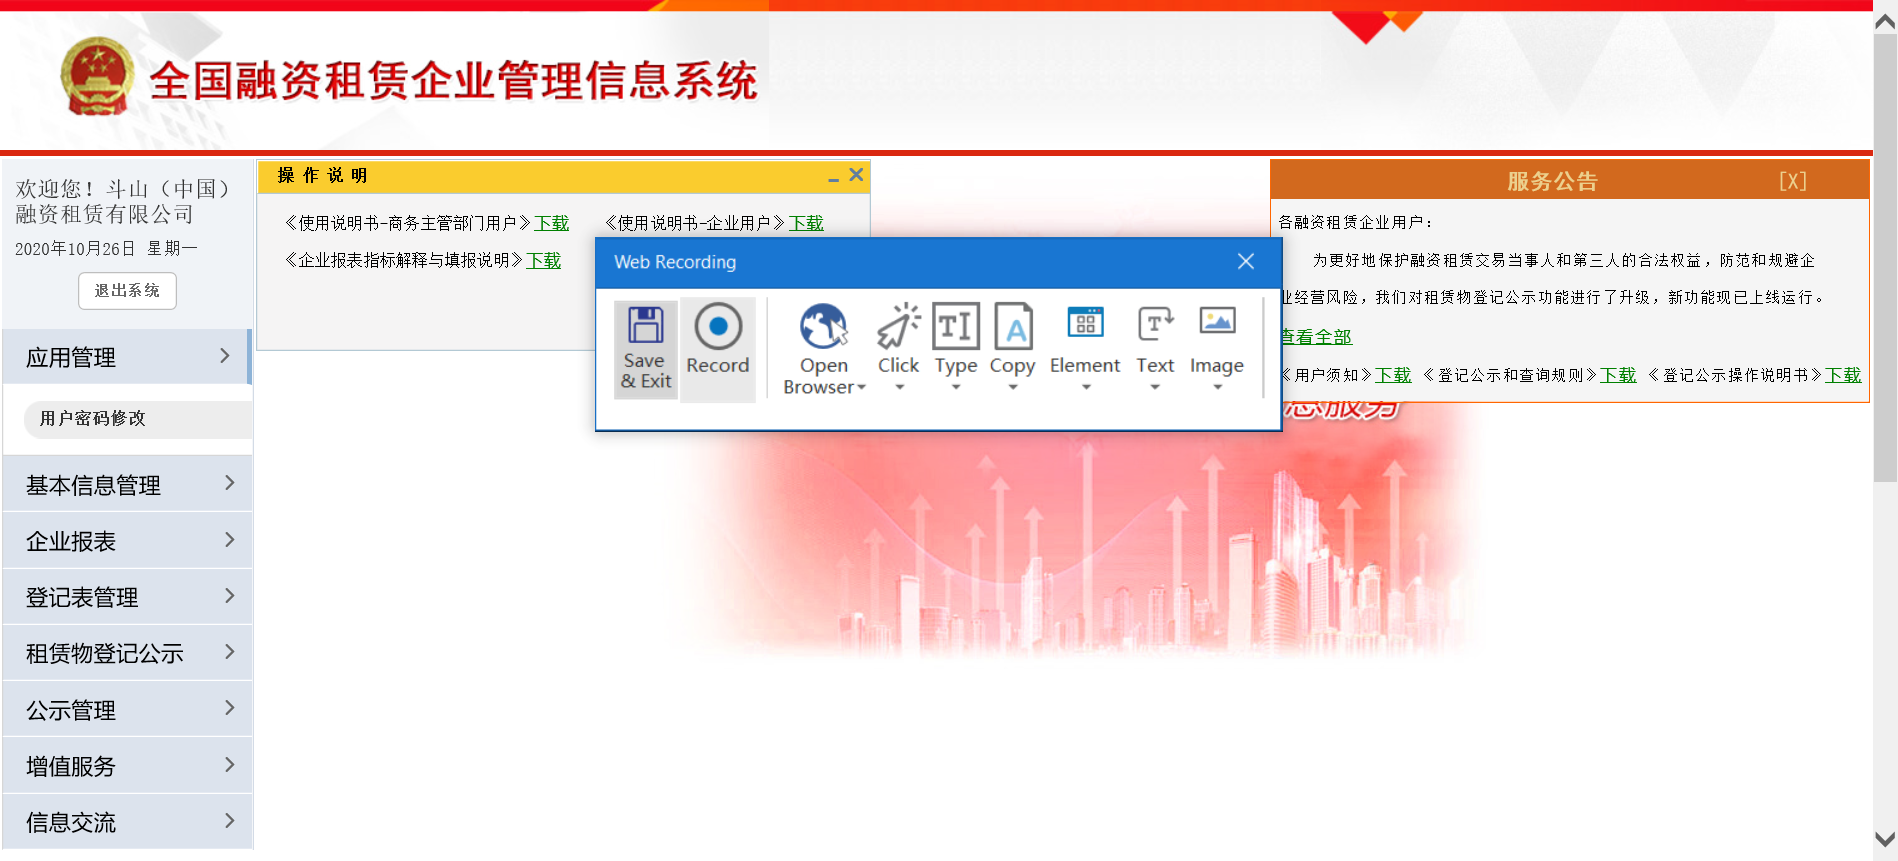 全国融资租赁企业管理信息系统
欢迎您！斗山（中国）
融资租赁有限公司
2020年10月26日 星期一
退出系统
应用管理
用户密码修改
基本信息管理
企业报表
登记表管理
租赁物登记公示
公示管理
增值服务
信息交流
操作说明
《使用说明书-商务主管部门用户》下载 《使用说明书-企业用户》下载
《企业报表指标解释与填报说明》下载
Web Recording
Save & Exit
Record
Open Browser
Click
Type
Copy
Element
Text
Image
服务公告 [X]
各融资租赁企业用户：
为更好地保护融资租赁交易当事人和第三人的合法权益，防范和规避企
业经营风险，我们对租赁物登记公示功能进行了升级，新功能现已上线运行。
查看全部
《用户须知》下载 《登记公示和查询规则》下载 《登记公示操作说明书》下载
息服务